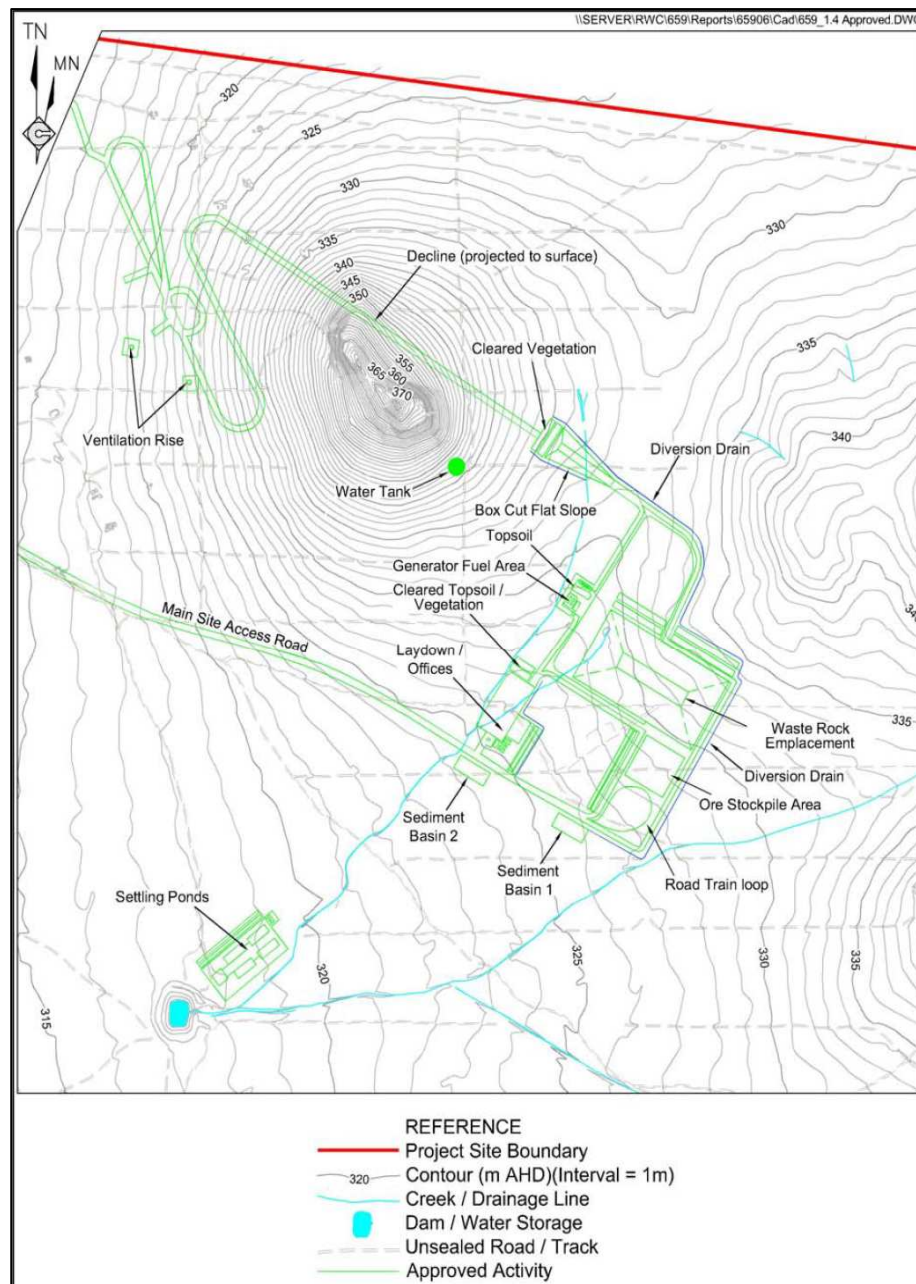 \\SERVER\RWC\659\Reports\65906\Cad\659_1.4 Approved.DWG
TN
MN
320
325
330
335
340
345
350
330
Decline (projected to surface)
335
Cleared Vegetation
355
360
365
370
340
Ventilation Rise
Diversion Drain
Water Tank
Box Cut Flat Slope
Topsoil
Generator Fuel Area
Cleared Topsoil /
Vegetation
340
Main Site Access Road
Laydown /
Offices
335
Waste Rock
Emplacement
Diversion Drain
Ore Stockpile Area
Sediment
Basin 2
Sediment
Basin 1
Road Train loop
Settling Ponds
315
320
325
330
335
REFERENCE
Project Site Boundary
320
Contour (m AHD)(Interval = 1m)
Creek / Drainage Line
Dam / Water Storage
Unsealed Road / Track
Approved Activity